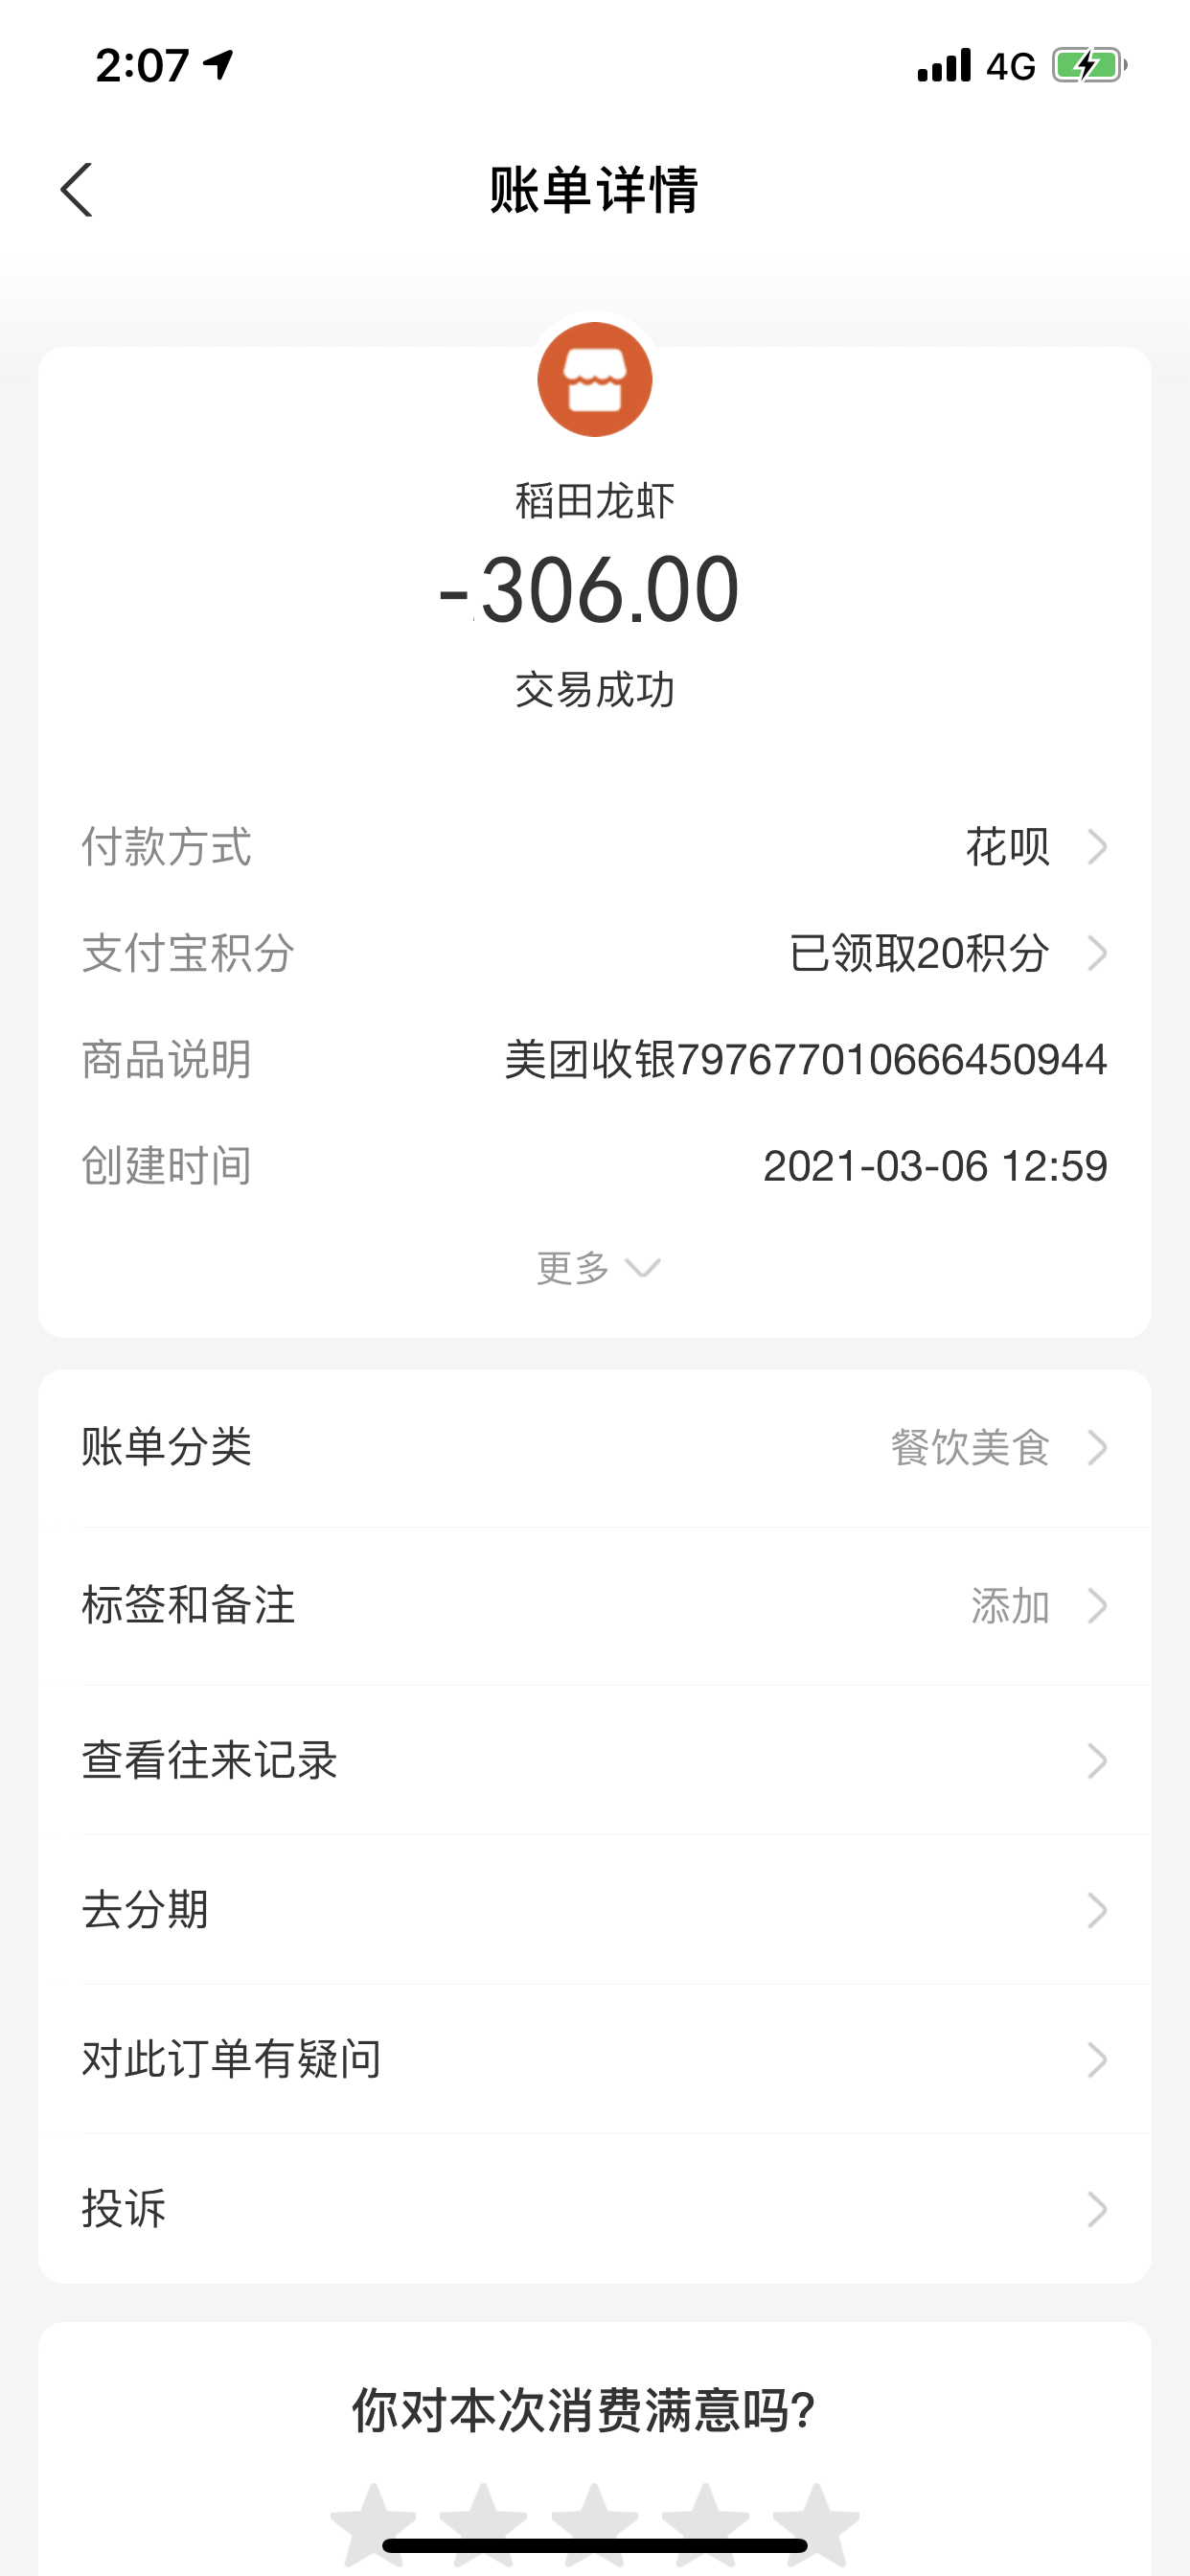 2:07
4G
账单详情
稻田龙虾
-306.00
交易成功
付款方式 花呗
支付宝积分 已领取20积分
商品说明 美团收银797677010666450944
创建时间 2021-03-06 12:59
更多
账单分类 餐饮美食
标签和备注 添加
查看往来记录
去分期
对此订单有疑问
投诉
你对本次消费满意吗?